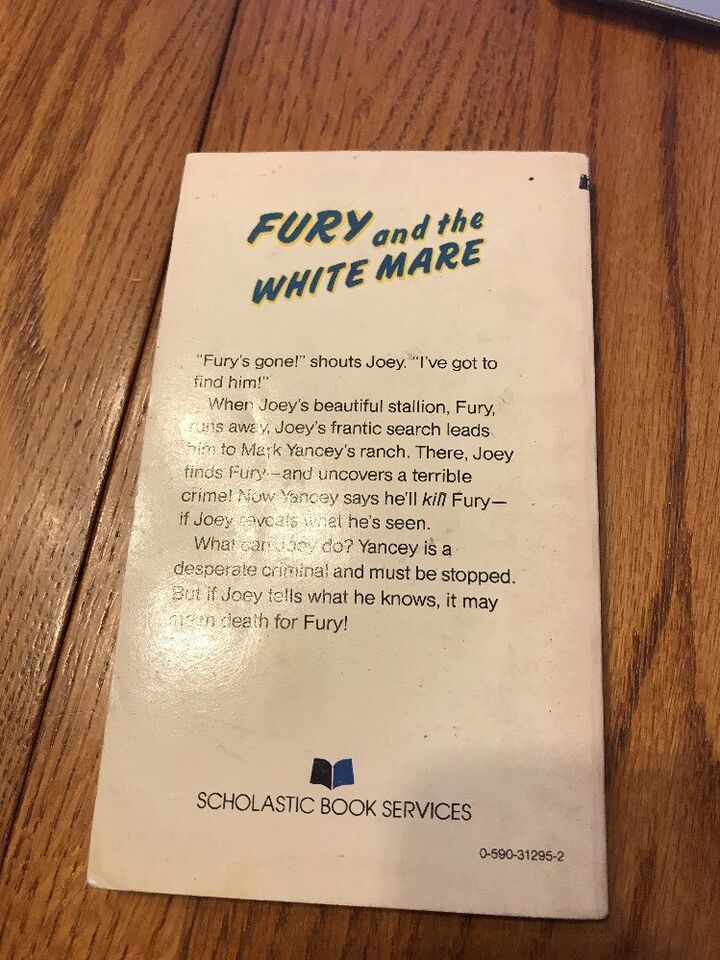 FURY and the
WHITE MARE
"Fury's gone!" shouts Joey. "I've got to
find him!"
When Joey's beautiful stallion, Fury,
runs away, Joey's frantic search leads
him to Mark Yancey's ranch. There, Joey
finds Fury—and uncovers a terrible
crime! Now Yancey says he'll kill Fury—
if Joey reveals what he's seen.
What can Joey do? Yancey is a
desperate criminal and must be stopped.
But if Joey tells what he knows, it may
mean death for Fury!
SCHOLASTIC BOOK SERVICES
0-590-31295-2